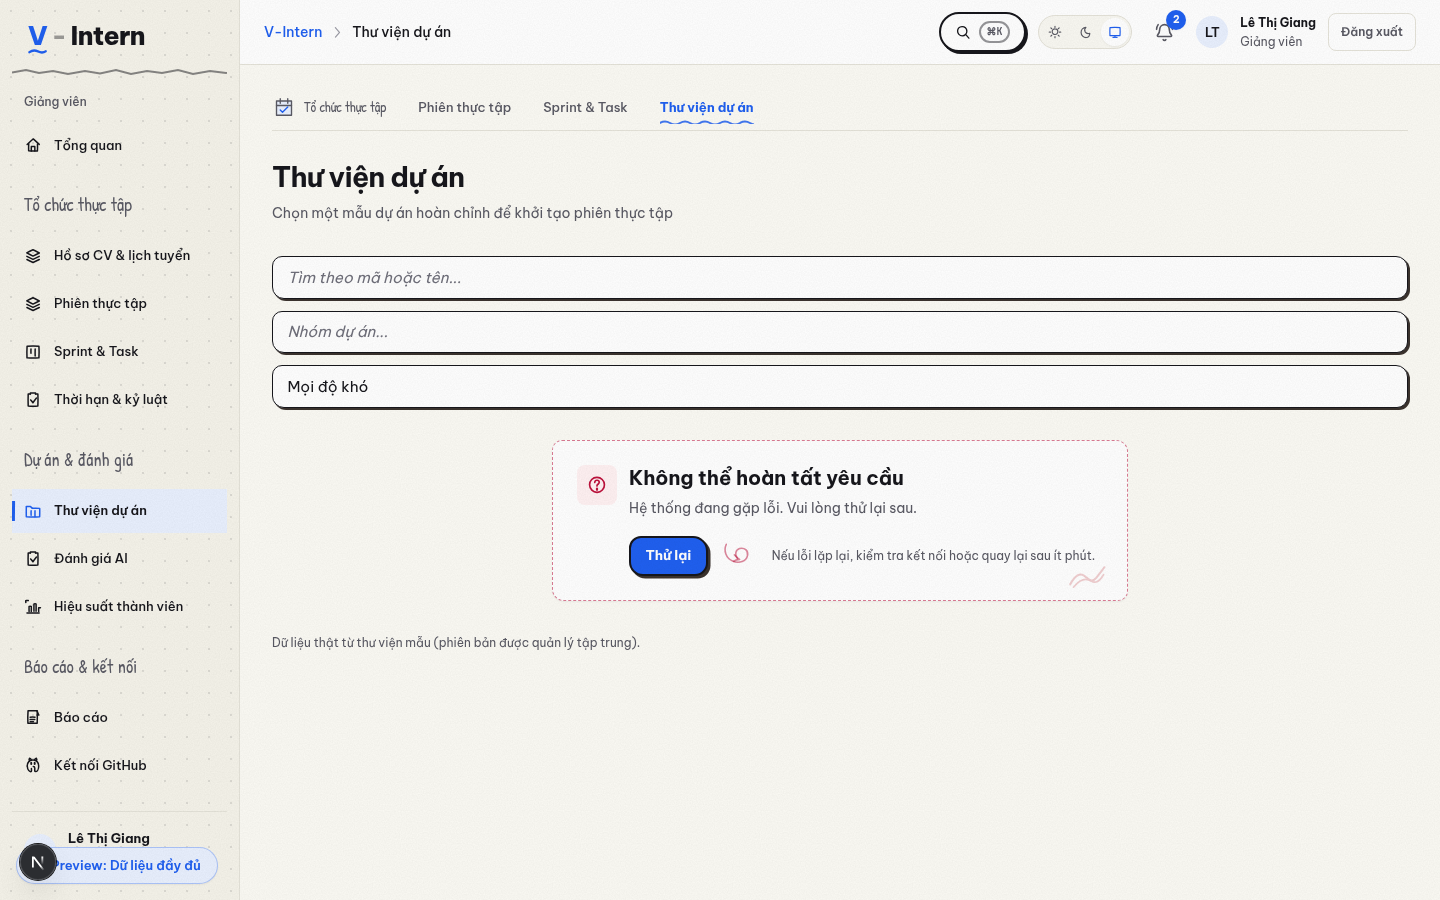 V - Intern
Giảng viên
Tổng quan
Tổ chức thực tập
Hồ sơ CV & lịch tuyển
Phiên thực tập
Sprint & Task
Thời hạn & kỷ luật
Dự án & đánh giá
Thư viện dự án
Đánh giá AI
Hiệu suất thành viên
Báo cáo & kết nối
Báo cáo
Kết nối GitHub
Lê Thị Giang
Preview: Dữ liệu đầy đủ
V-Intern > Thư viện dự án
⌘K
2
LT
Lê Thị Giang
Giảng viên
Đăng xuất
Tổ chức thực tập Phiên thực tập Sprint & Task Thư viện dự án
Thư viện dự án
Chọn một mẫu dự án hoàn chỉnh để khởi tạo phiên thực tập
Tìm theo mã hoặc tên...
Nhóm dự án...
Mọi độ khó
Không thể hoàn tất yêu cầu
Hệ thống đang gặp lỗi. Vui lòng thử lại sau.
Thử lại
Nếu lỗi lặp lại, kiểm tra kết nối hoặc quay lại sau ít phút.
Dữ liệu thật từ thư viện mẫu (phiên bản được quản lý tập trung).